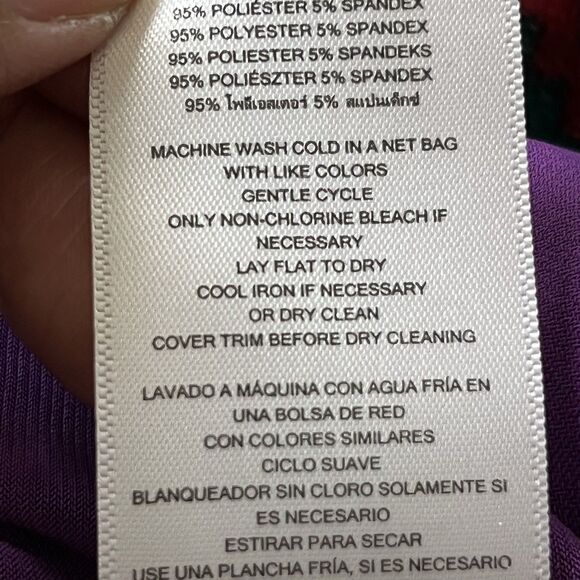 95% POLIÉSTER 5% SPANDEX
95% POLYESTER 5% SPANDEX
95% POLIESTER 5% SPANDEKS
95% POLIÉSZTER 5% SPANDEX
95% โพลีเอสเตอร์ 5% สแปนเด็กซ์
MACHINE WASH COLD IN A NET BAG
WITH LIKE COLORS
GENTLE CYCLE
ONLY NON-CHLORINE BLEACH IF
NECESSARY
LAY FLAT TO DRY
COOL IRON IF NECESSARY
OR DRY CLEAN
COVER TRIM BEFORE DRY CLEANING
LAVADO A MÁQUINA CON AGUA FRÍA EN
UNA BOLSA DE RED
CON COLORES SIMILARES
CICLO SUAVE
BLANQUEADOR SIN CLORO SOLAMENTE SI
ES NECESARIO
ESTIRAR PARA SECAR
USE UNA PLANCHA FRÍA, SI ES NECESARIO